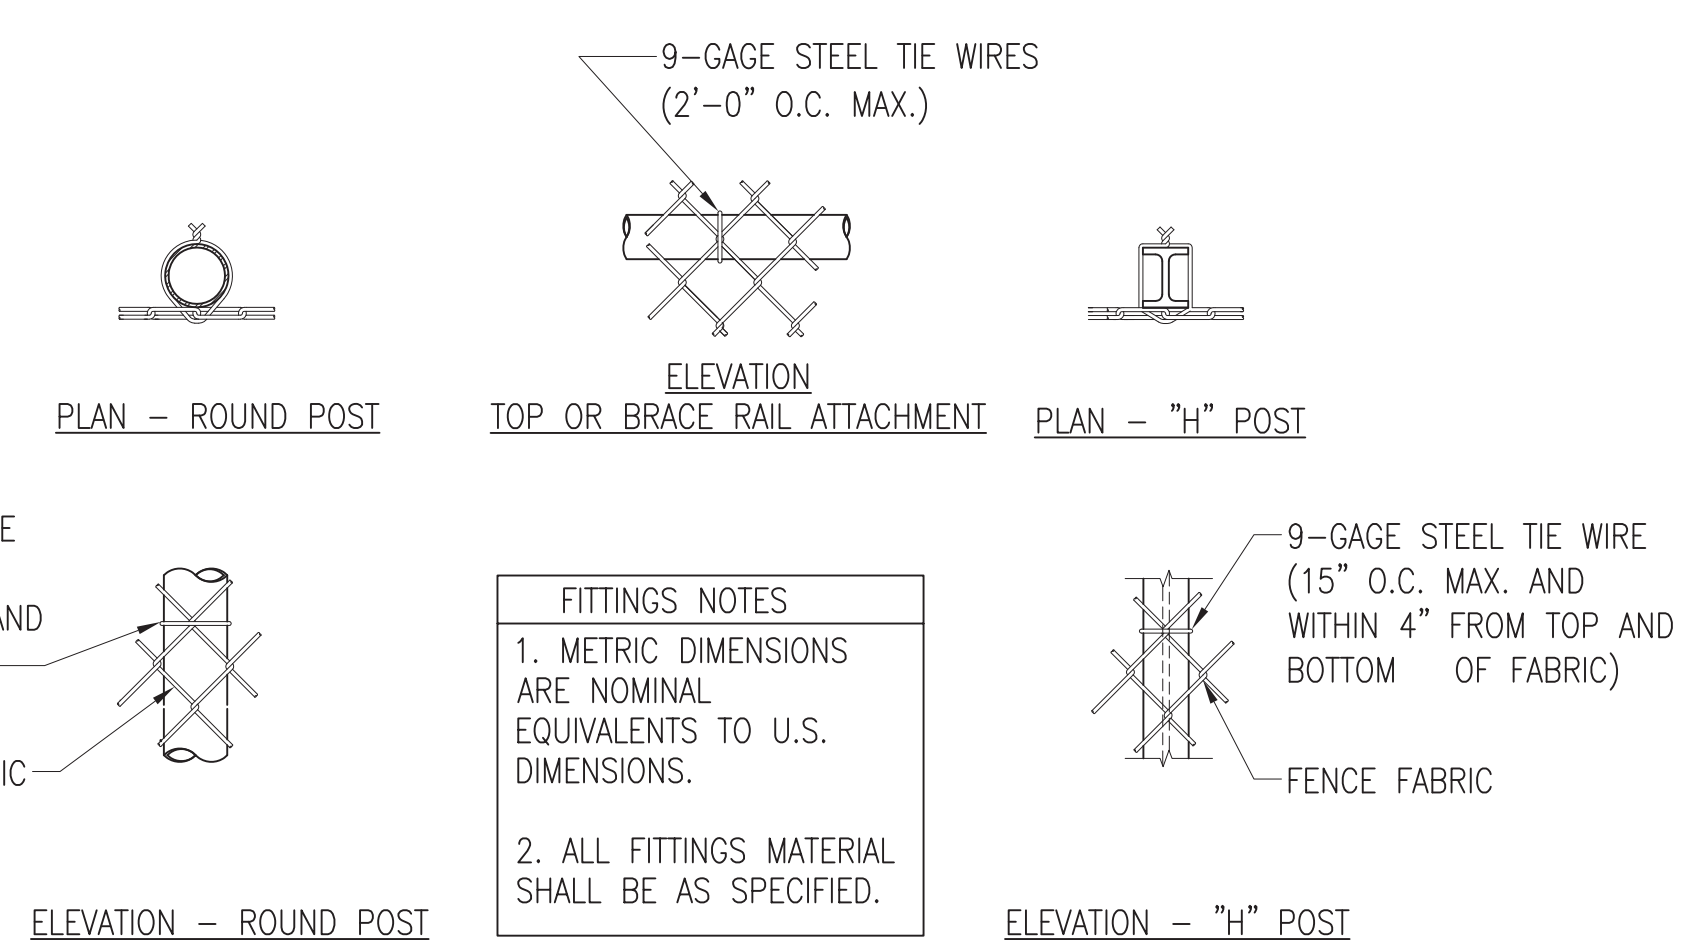 9-GAGE STEEL TIE WIRES
(2'-0" O.C. MAX.)
PLAN - ROUND POST
ELEVATION
TOP OR BRACE RAIL ATTACHMENT
PLAN - "H" POST
E
AND
IC
ELEVATION - ROUND POST
FITTINGS NOTES
1. METRIC DIMENSIONS
ARE NOMINAL
EQUIVALENTS TO U.S.
DIMENSIONS.
2. ALL FITTINGS MATERIAL
SHALL BE AS SPECIFIED.
9-GAGE STEEL TIE WIRE
(15" O.C. MAX. AND
WITHIN 4" FROM TOP AND
BOTTOM OF FABRIC)
FENCE FABRIC
ELEVATION - "H" POST